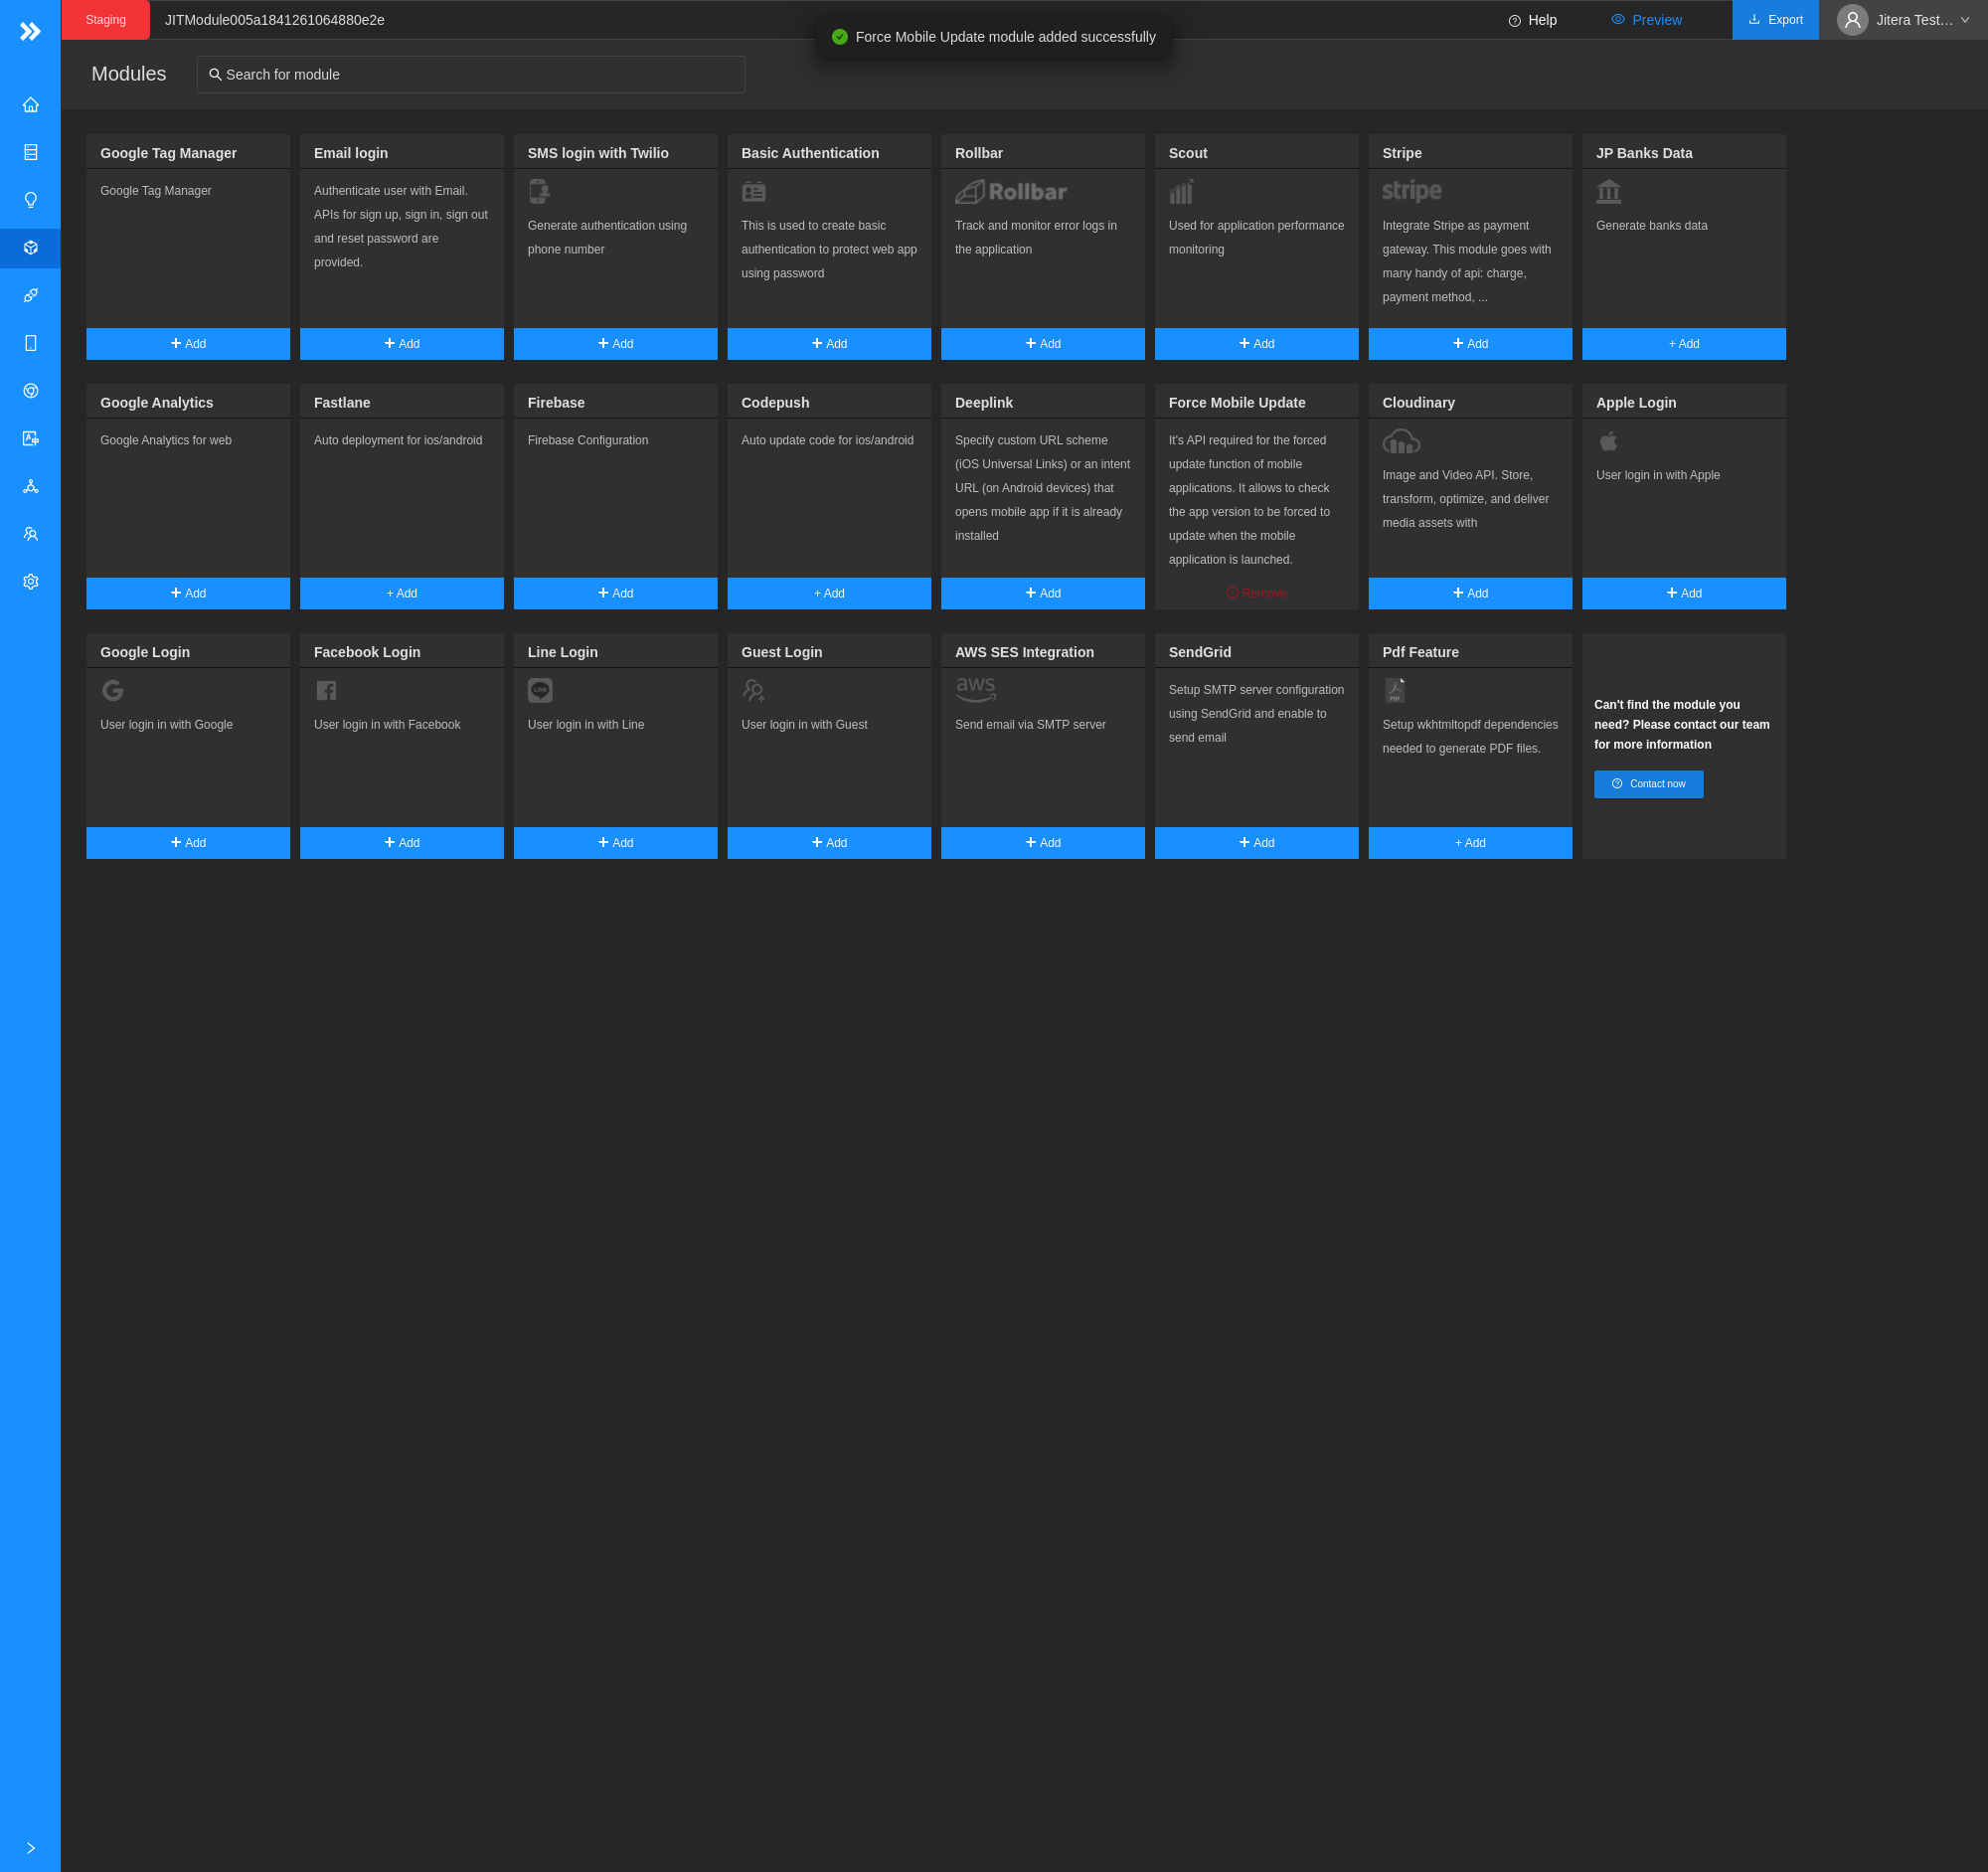 Staging
JITModule005a1841261064880e2e
Help
Preview
Export
Jitera Test…
Force Mobile Update module added successfully
Modules
Search for module
Google Tag Manager
Google Tag Manager
Add
Email login
Authenticate user with Email.
APIs for sign up, sign in, sign out
and reset password are
provided.
Add
SMS login with Twilio
Generate authentication using
phone number
Add
Basic Authentication
This is used to create basic
authentication to protect web app
using password
Add
Rollbar
Rollbar
Track and monitor error logs in
the application
Add
Scout
Used for application performance
monitoring
Add
Stripe
stripe
Integrate Stripe as payment
gateway. This module goes with
many handy of api: charge,
payment method, ...
Add
JP Banks Data
Generate banks data
+ Add
Google Analytics
Google Analytics for web
Add
Fastlane
Auto deployment for ios/android
+ Add
Firebase
Firebase Configuration
Add
Codepush
Auto update code for ios/android
+ Add
Deeplink
Specify custom URL scheme
(iOS Universal Links) or an intent
URL (on Android devices) that
opens mobile app if it is already
installed
Add
Force Mobile Update
It's API required for the forced
update function of mobile
applications. It allows to check
the app version to be forced to
update when the mobile
application is launched.
Remove
Cloudinary
Image and Video API. Store,
transform, optimize, and deliver
media assets with
Add
Apple Login
User login in with Apple
Add
Google Login
User login in with Google
Add
Facebook Login
User login in with Facebook
Add
Line Login
LINE
User login in with Line
Add
Guest Login
User login in with Guest
Add
AWS SES Integration
aws
Send email via SMTP server
Add
SendGrid
Setup SMTP server configuration
using SendGrid and enable to
send email
Add
Pdf Feature
PDF
Setup wkhtmltopdf dependencies
needed to generate PDF files.
+ Add
Can't find the module you
need? Please contact our team
for more information
Contact now